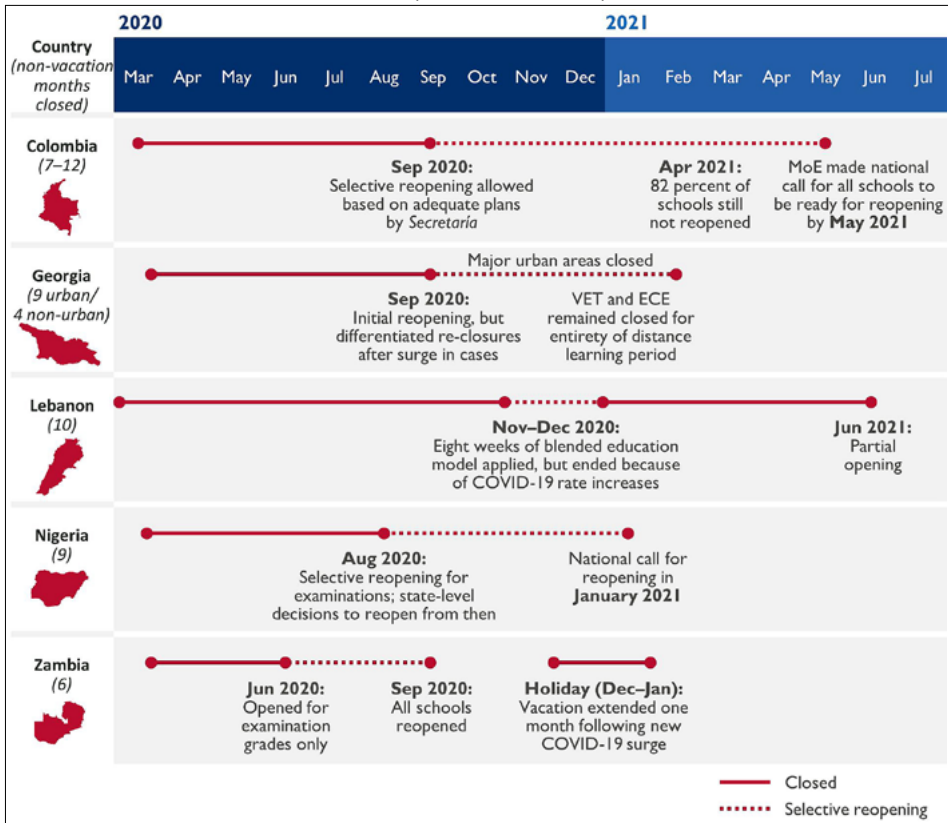 2020 2021
Country
(non-vacation
months
closed)
Mar Apr May Jun Jul Aug Sep Oct Nov Dec Jan Feb Mar Apr May Jun Jul
Colombia
(7–12)
Sep 2020:
Selective reopening allowed
based on adequate plans
by Secretaría
Apr 2021:
82 percent of
schools still
not reopened
MoE made national
call for all schools to
be ready for reopening
by May 2021
Georgia
(9 urban/
4 non-urban)
Major urban areas closed
Sep 2020:
Initial reopening, but
differentiated re-closures
after surge in cases
VET and ECE
remained closed for
entirety of distance
learning period
Lebanon
(10)
Nov–Dec 2020:
Eight weeks of blended education
model applied, but ended because
of COVID-19 rate increases
Jun 2021:
Partial
opening
Nigeria
(9)
Aug 2020:
Selective reopening for
examinations; state-level
decisions to reopen from then
National call for
reopening in
January 2021
Zambia
(6)
Jun 2020:
Opened for
examination
grades only
Sep 2020:
All schools
reopened
Holiday (Dec–Jan):
Vacation extended one
month following new
COVID-19 surge
Closed
Selective reopening